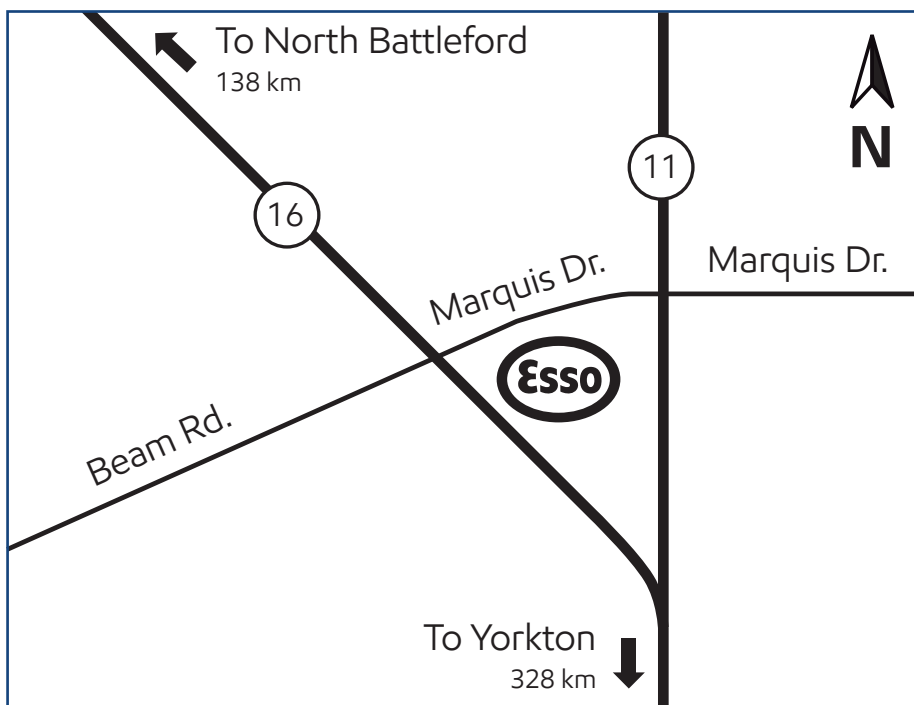 To North Battleford
138 km
N
11
16
Marquis Dr.
Marquis Dr.
Esso
Beam Rd.
To Yorkton
328 km